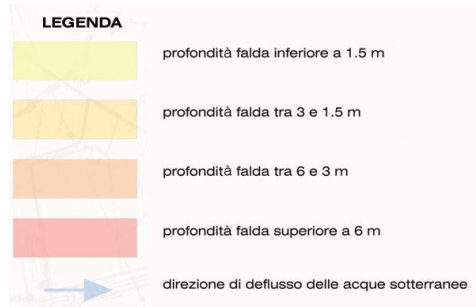 LEGENDA
profondità falda inferiore a 1.5 m
profondità falda tra 3 e 1.5 m
profondità falda tra 6 e 3 m
profondità falda superiore a 6 m
direzione di deflusso delle acque sotterranee